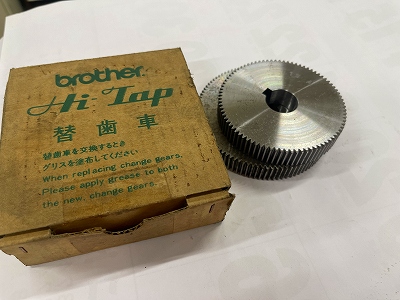 brother
Hi-Tap
替歯車
替歯車を交換するとき
グリスを塗布してください
When replacing change gears.
Please apply grease to both
the new, change gears.